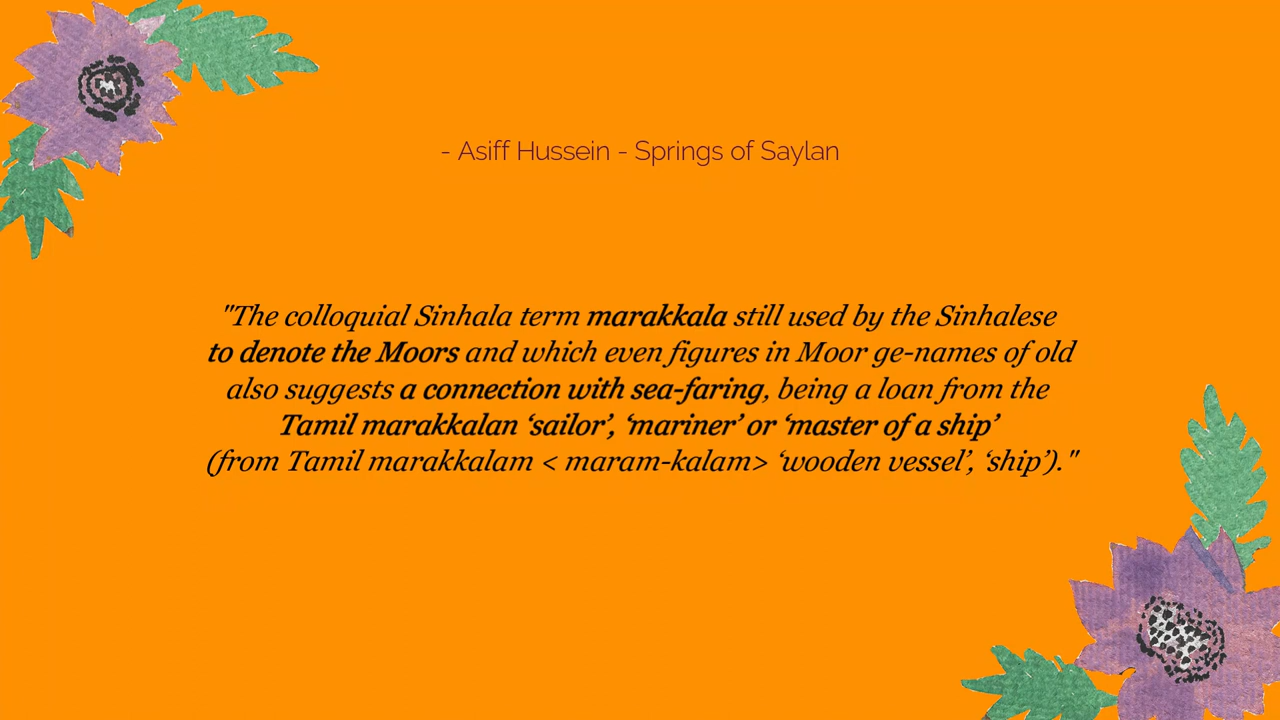 - Asiff Hussein - Springs of Saylan
"The colloquial Sinhala term marakkala still used by the Sinhalese
to denote the Moors and which even figures in Moor ge-names of old
also suggests a connection with sea-faring, being a loan from the
Tamil marakkalan ‘sailor’, ‘mariner’ or ‘master of a ship’
(from Tamil marakkalam < maram-kalam> ‘wooden vessel’, ‘ship’)."